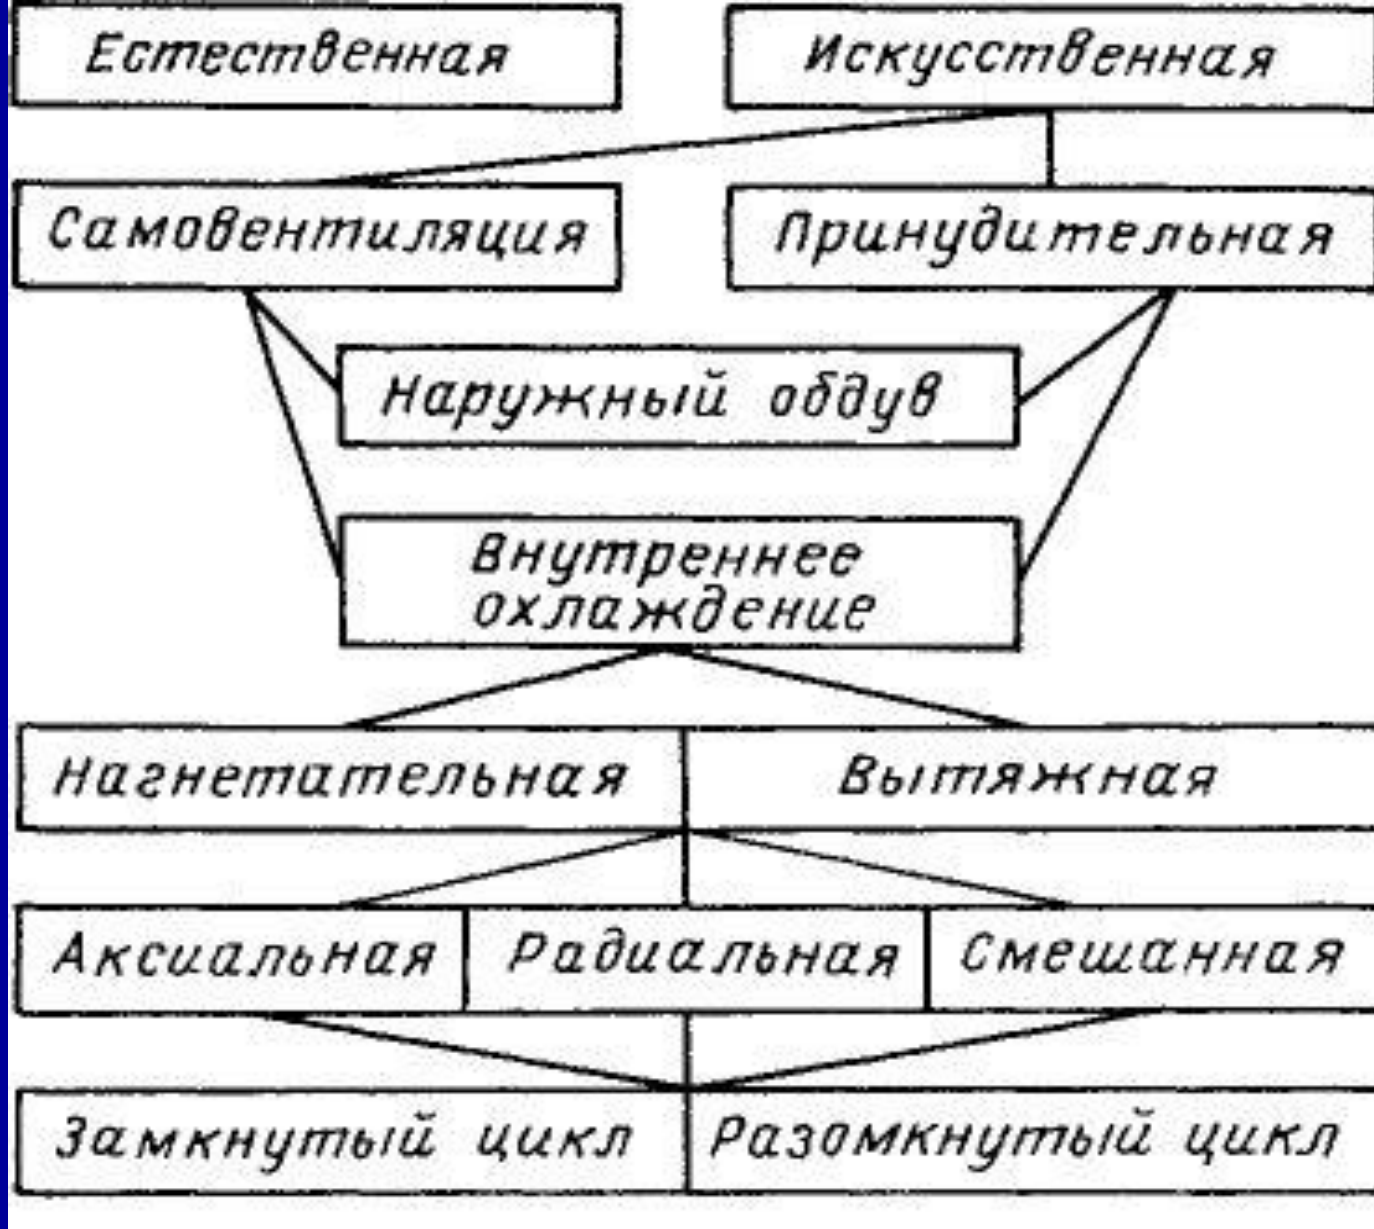 Естественная
Искусственная
Самовентиляция
Принудительная
Наружный обдув
Внутреннее
охлаждение
Нагнетательная
Вытяжная
Аксиальная
Радиальная
Смешанная
Замкнутый цикл
Разомкнутый цикл